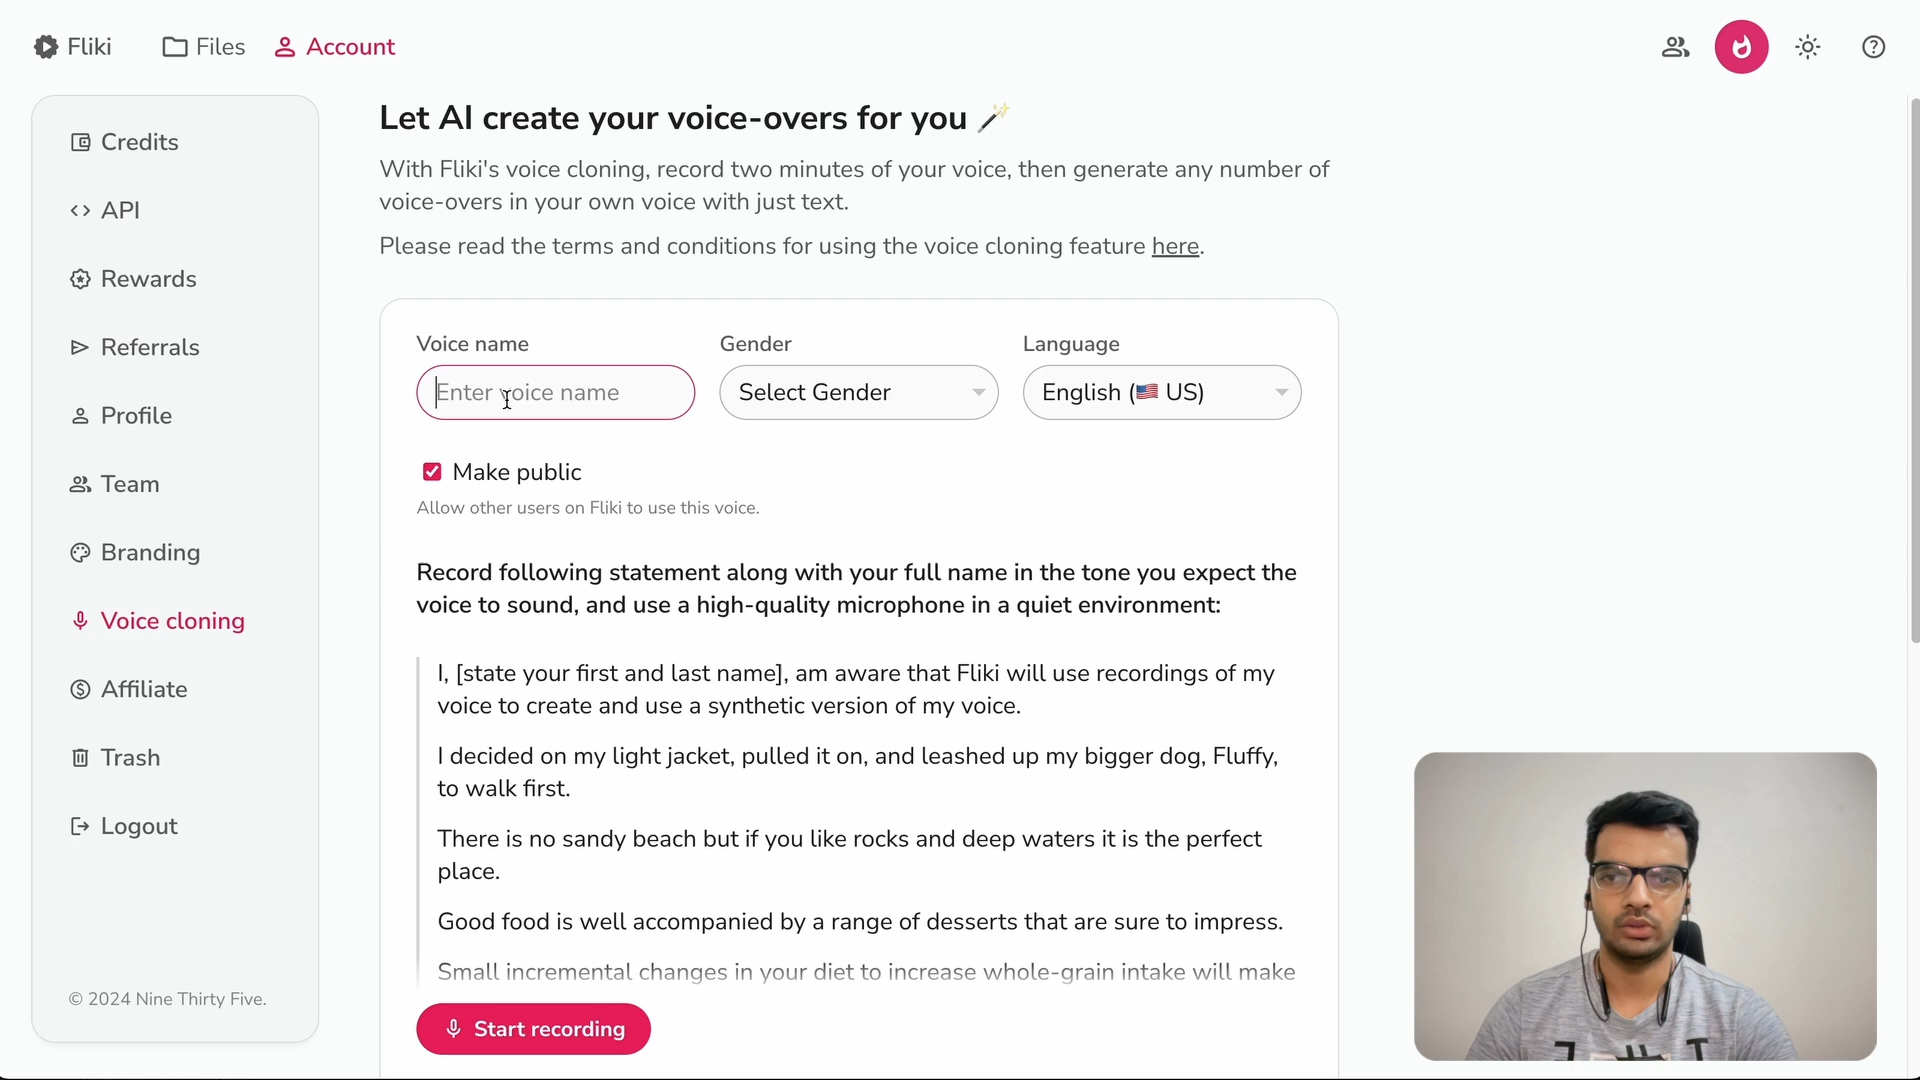 Fliki
Files
Account
Credits
API
Rewards
Referrals
Profile
Team
Branding
Voice cloning
Affiliate
Trash
Logout
© 2024 Nine Thirty Five.
Let AI create your voice-overs for you
With Fliki's voice cloning, record two minutes of your voice, then generate any number of
voice-overs in your own voice with just text.
Please read the terms and conditions for using the voice cloning feature here.
Voice name
Gender
Language
Enter voice name
Select Gender
English (🇺🇸 US)
Make public
Allow other users on Fliki to use this voice.
Record following statement along with your full name in the tone you expect the
voice to sound, and use a high-quality microphone in a quiet environment:
I, [state your first and last name], am aware that Fliki will use recordings of my
voice to create and use a synthetic version of my voice.
I decided on my light jacket, pulled it on, and leashed up my bigger dog, Fluffy,
to walk first.
There is no sandy beach but if you like rocks and deep waters it is the perfect
place.
Good food is well accompanied by a range of desserts that are sure to impress.
Small incremental changes in your diet to increase whole-grain intake will make
Start recording